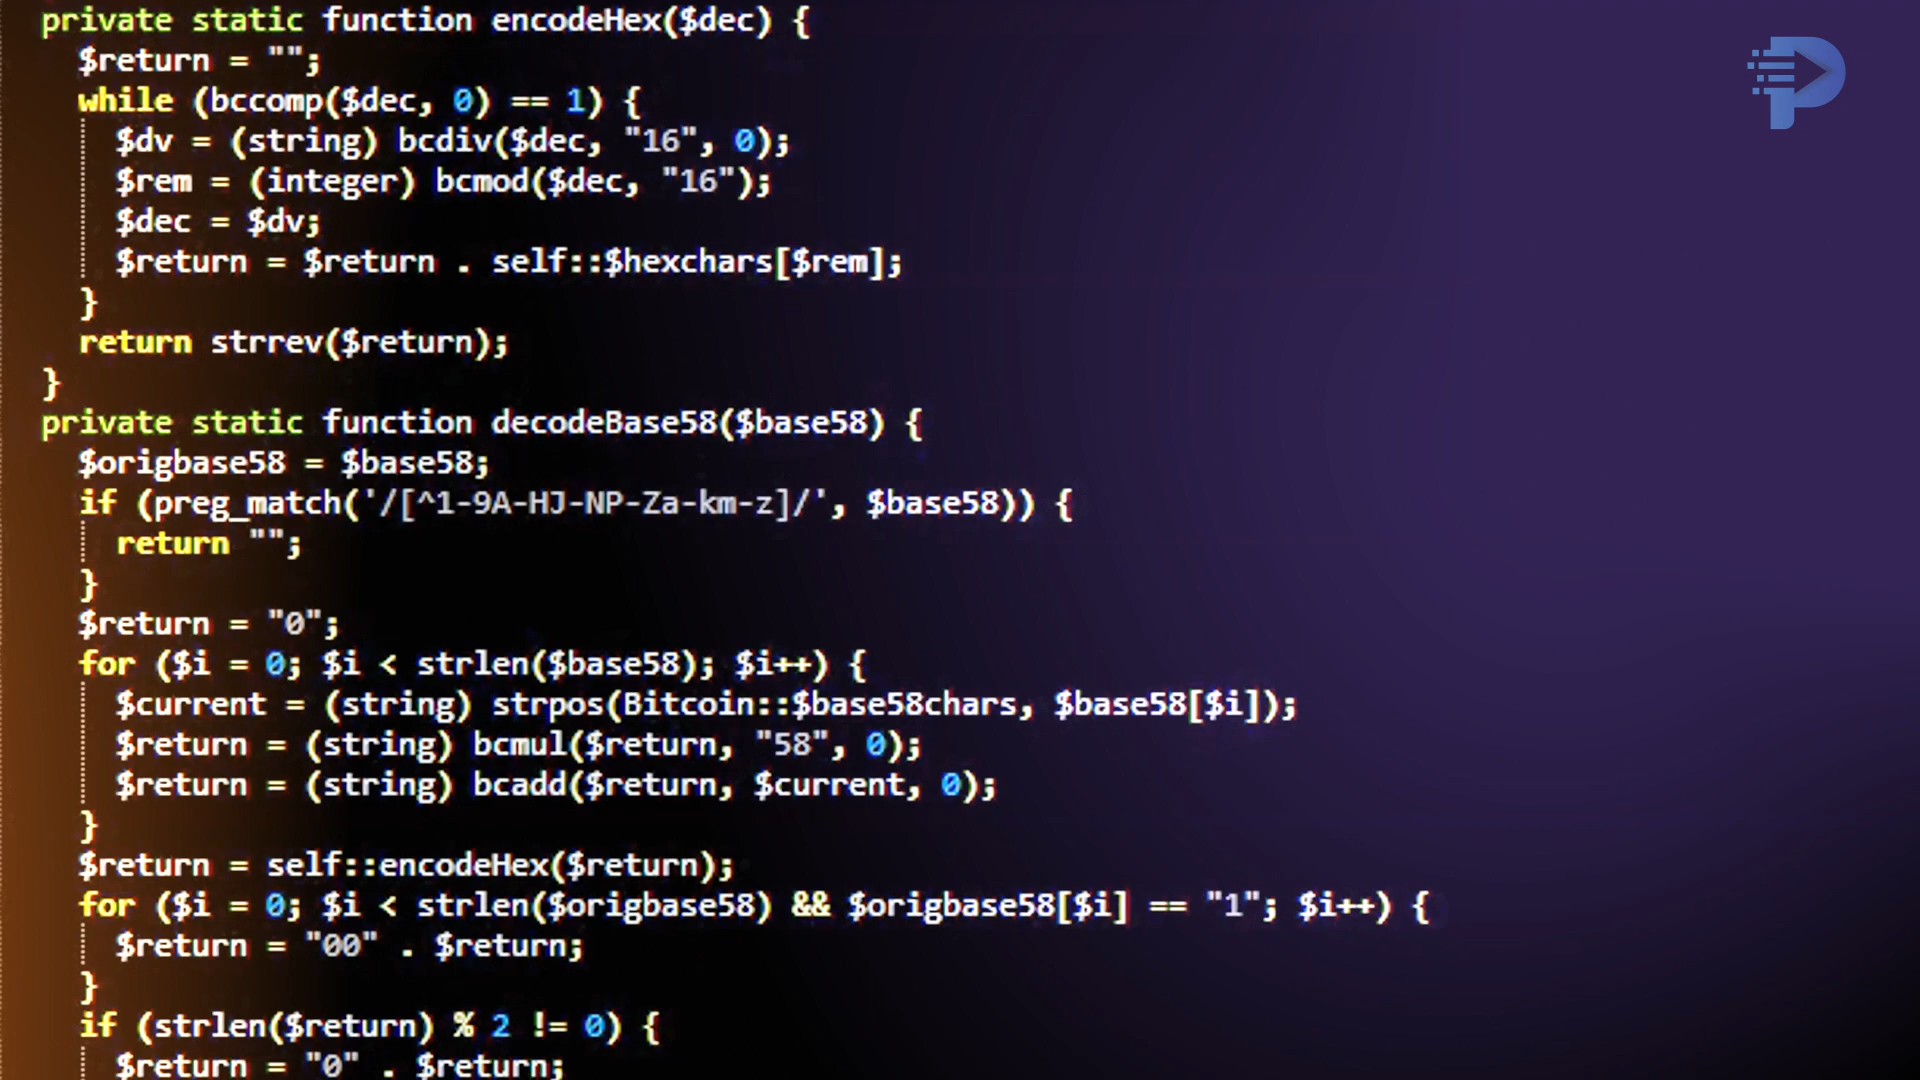 private static function encodeHex($dec) {
$return = "";
while (bccomp($dec, 0) == 1) {
$dv = (string) bcdiv($dec, "16", 0);
$rem = (integer) bcmod($dec, "16");
$dec = $dv;
$return = $return . self::$hexchars[$rem];
}
return strrev($return);
}
private static function decodeBase58($base58) {
$origbase58 = $base58;
if (preg_match('/[^1-9A-HJ-NP-Za-km-z]/', $base58)) {
return "";
}
$return = "0";
for ($i = 0; $i < strlen($base58); $i++) {
$current = (string) strpos(Bitcoin::$base58chars, $base58[$i]);
$return = (string) bcmul($return, "58", 0);
$return = (string) bcadd($return, $current, 0);
}
$return = self::encodeHex($return);
for ($i = 0; $i < strlen($origbase58) && $origbase58[$i] == "1"; $i++) {
$return = "00" . $return;
}
if (strlen($return) % 2 != 0) {
$return = "0" . $return;